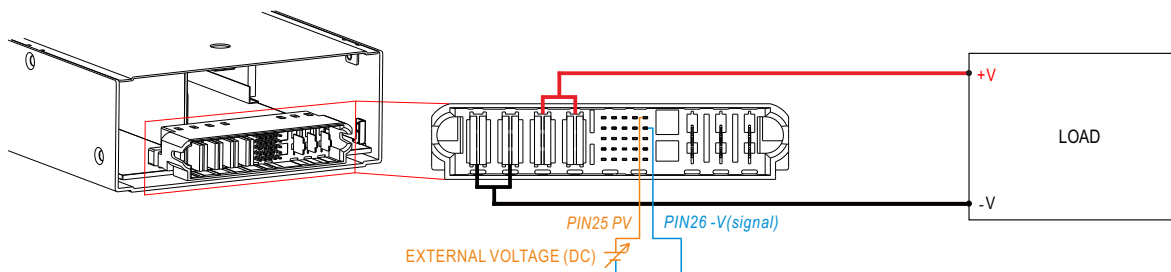 +V
LOAD
-V
PIN25 PV
PIN26 -V(signal)
EXTERNAL VOLTAGE (DC)